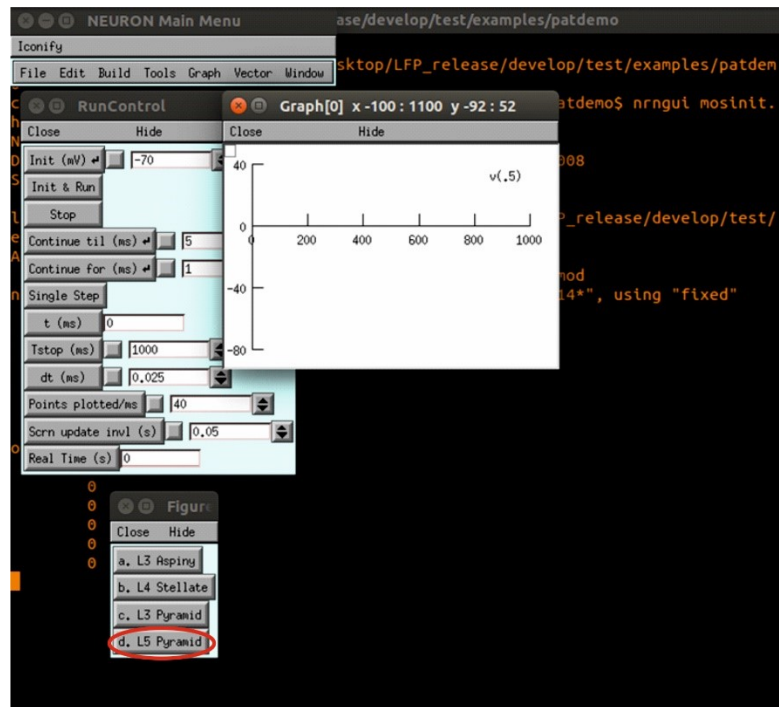 NEURON Main Menu
ase/develop/test/examples/patdemo
Iconify
File Edit Build Tools Graph Vector Window
sktop/LFP_release/develop/test/examples/patdem
RunControl
Graph[0] x -100 : 1100 y -92 : 52
atdemo$ nrngui mosinit.
Close Hide
Close Hide
Init (mV) -70
008
Init & Run
Stop
P_release/develop/test/
Continue til (ms) 5
Continue for (ms) 1
mod
Single Step
14*", using "fixed"
t (ms) 0
Tstop (ms) 1000
dt (ms) 0.025
Points plotted/ms 40
Scrn update invl (s) 0.05
Real Time (s) 0
v(.5)
40
0
-40
-80
0 200 400 600 800 1000
0
0
0
0
0
Figure
Close Hide
a. L3 Aspiny
b. L4 Stellate
c. L3 Pyramid
d. L5 Pyramid